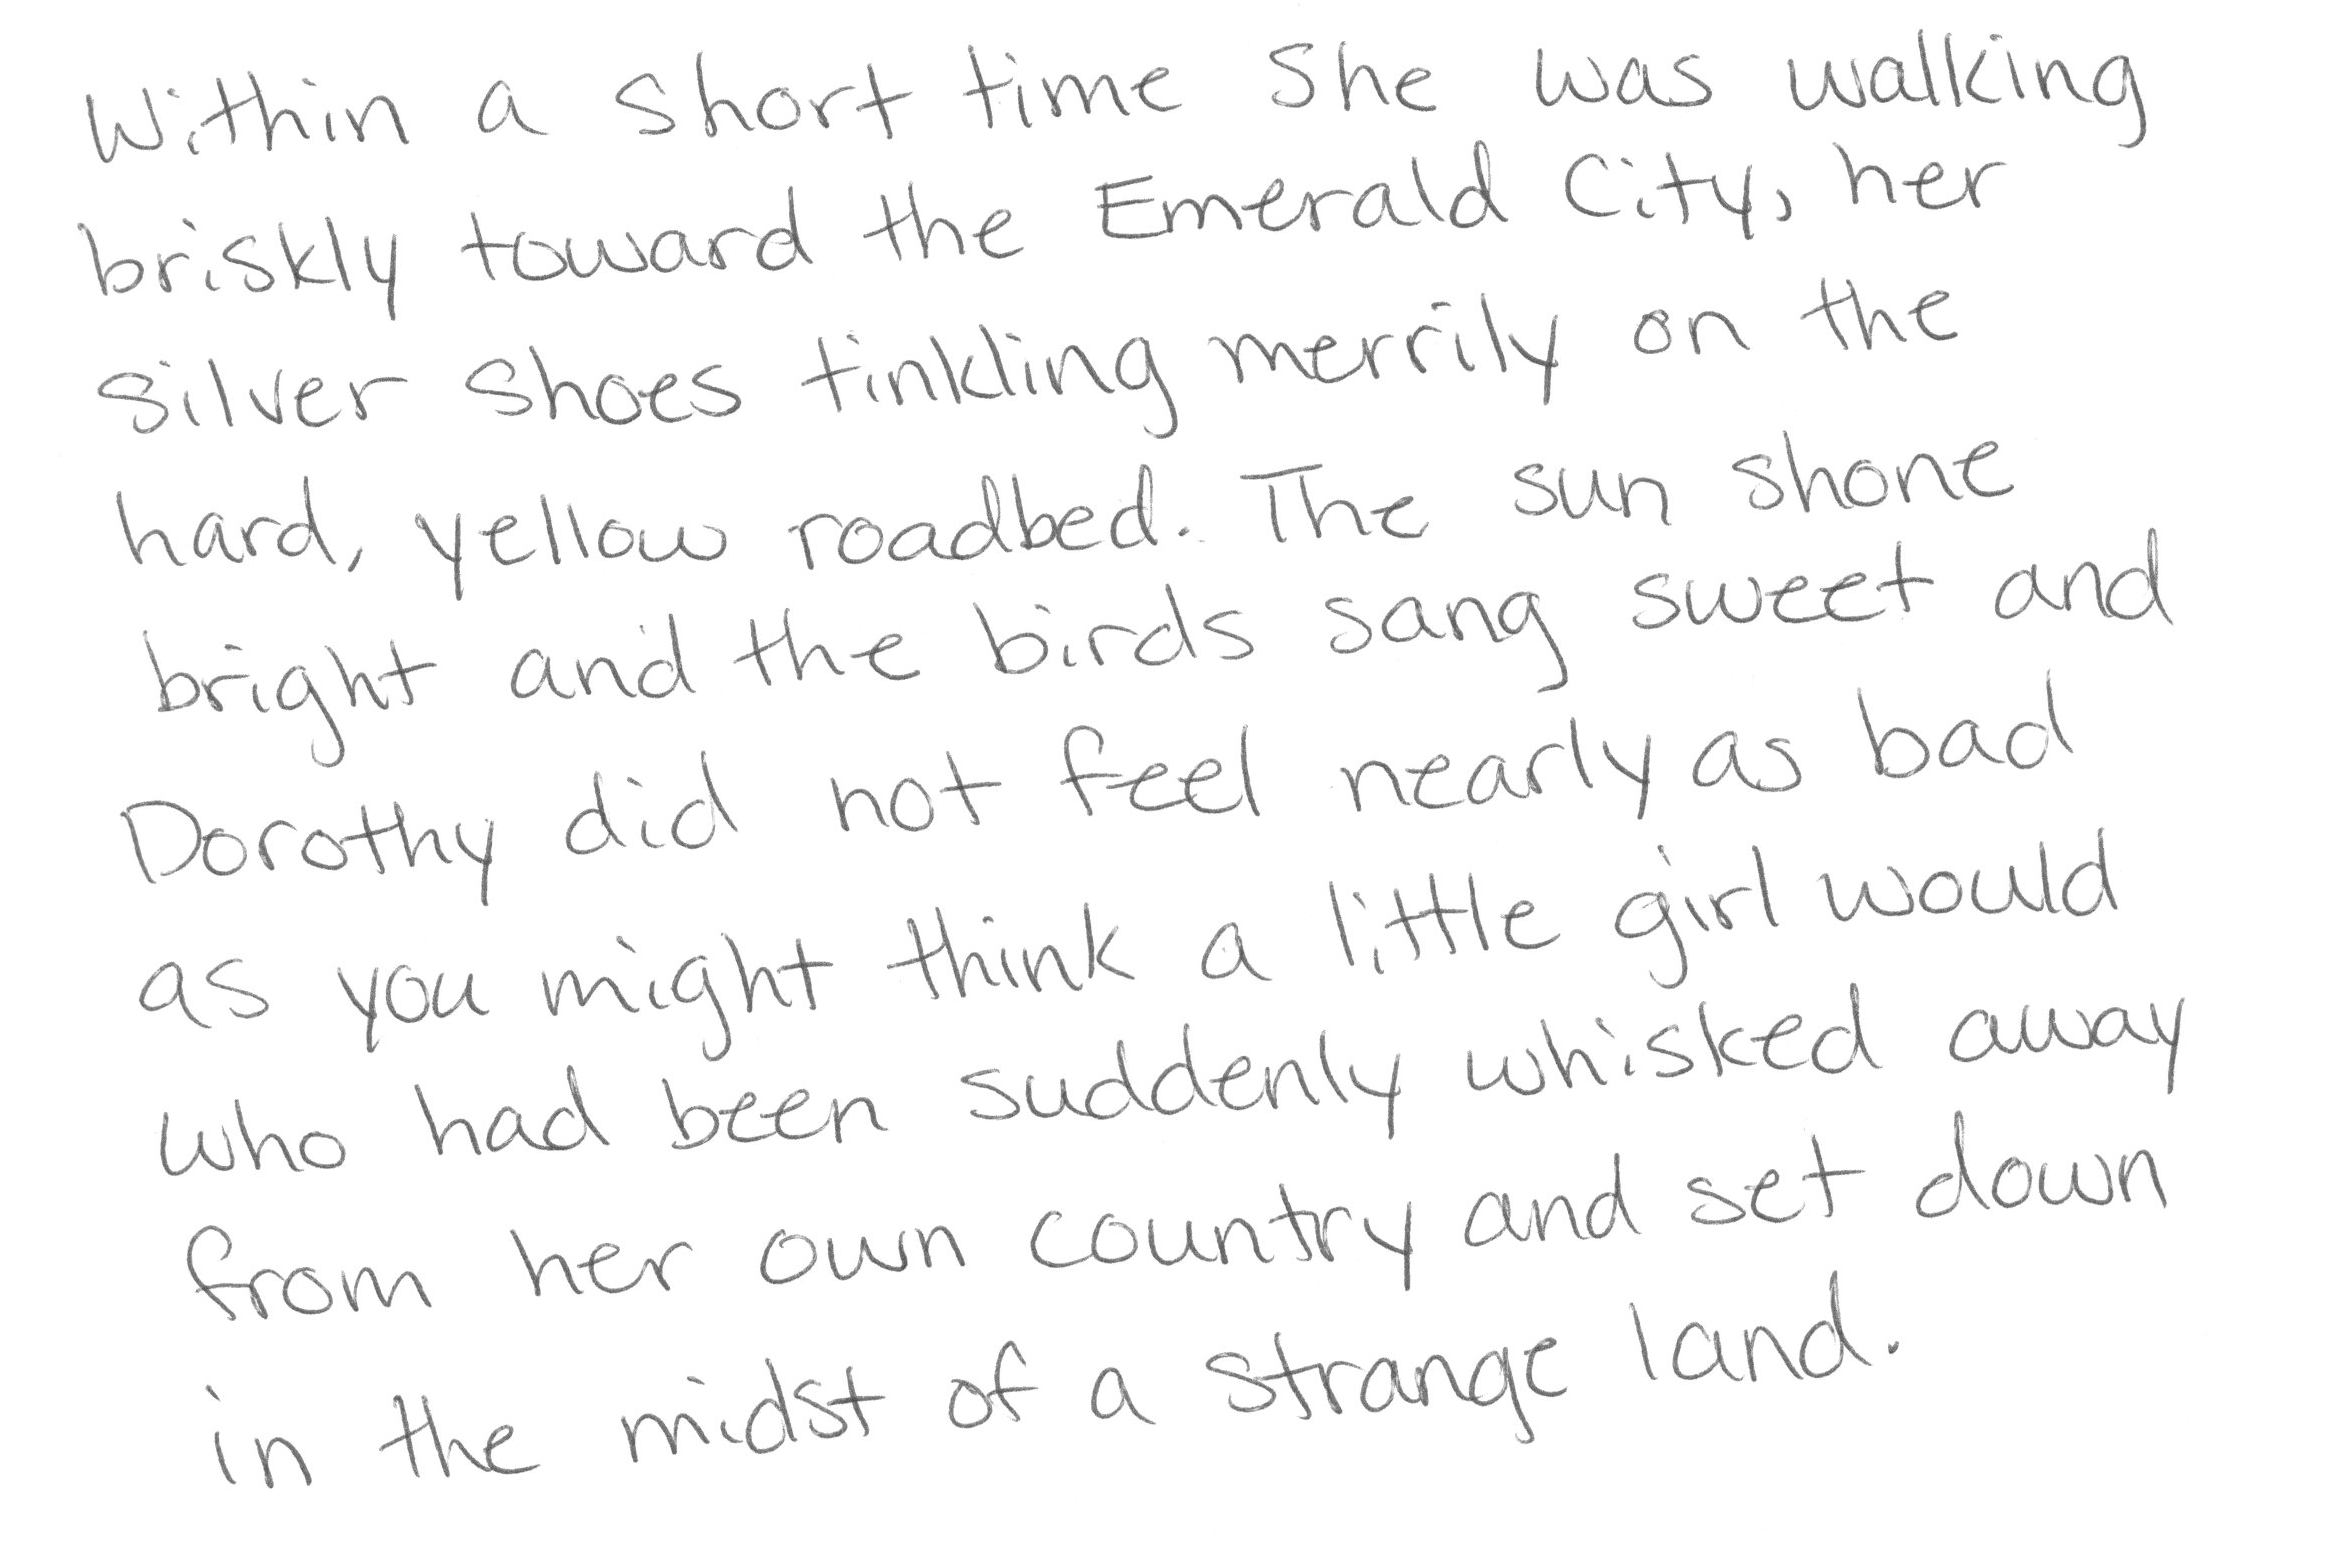 Within a short time she was walking
briskly toward the Emerald City, her
silver shoes tinkling merrily on the
hard, yellow roadbed. The sun shone
bright and the birds sang sweet and
Dorothy did not feel nearly as bad
as you might think a little girl would
who had been suddenly whisked away
from her own country and set down
in the midst of a strange land.